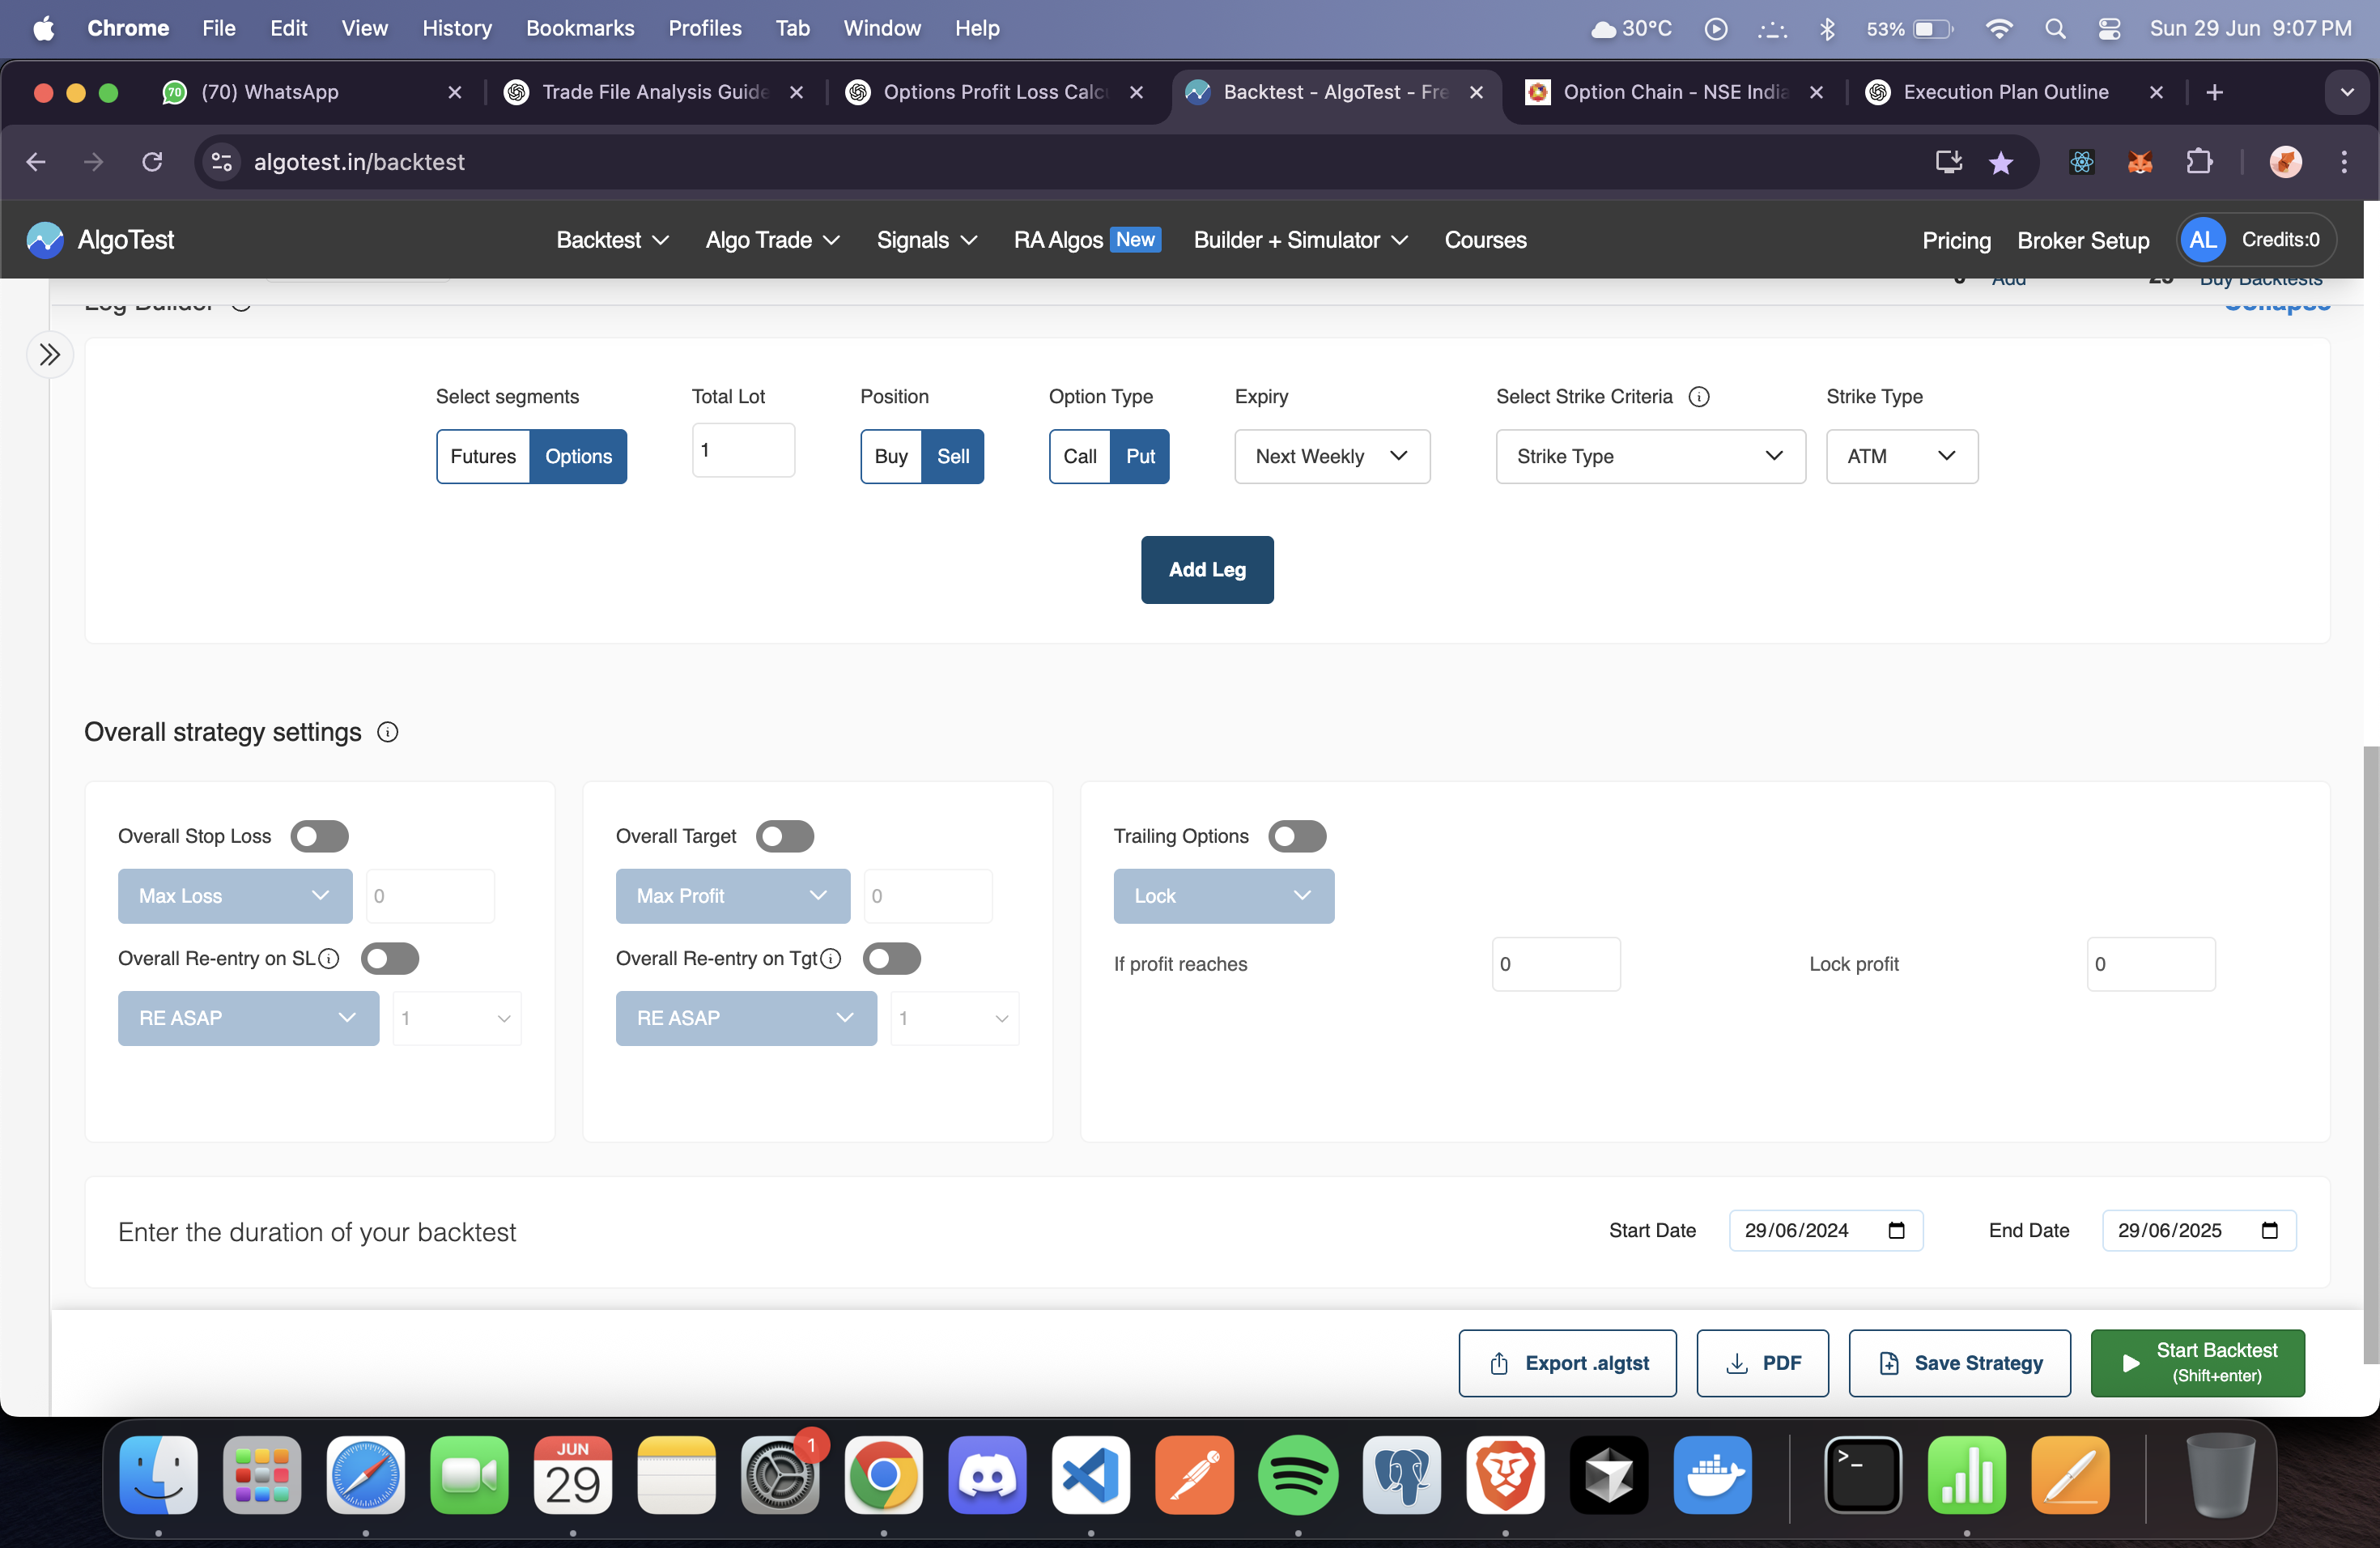 Chrome File Edit View History Bookmarks Profiles Tab Window Help 30°C 53% Sun 29 Jun 9:07 PM
70 (70) WhatsApp Trade File Analysis Guide Options Profit Loss Calcu Backtest - AlgoTest - Fre Option Chain - NSE India Execution Plan Outline
algotest.in/backtest
AlgoTest Backtest Algo Trade Signals RA Algos New Builder + Simulator Courses Pricing Broker Setup AL Credits:0
Add Buy Backtests
Leg Builder Collapse
Select segments Total Lot Position Option Type Expiry Select Strike Criteria Strike Type
Futures Options 1 Buy Sell Call Put Next Weekly Strike Type ATM
Add Leg
Overall strategy settings
Overall Stop Loss Overall Target Trailing Options
Max Loss 0 Max Profit 0 Lock
Overall Re-entry on SL Overall Re-entry on Tgt If profit reaches 0 Lock profit 0
RE ASAP 1 RE ASAP 1
Enter the duration of your backtest Start Date 29/06/2024 End Date 29/06/2025
Export .algtst PDF Save Strategy Start Backtest
(Shift+enter)
JUN 1
29